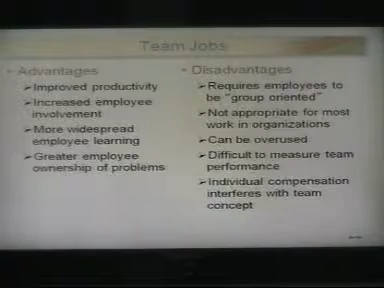 Team Jobs
Advantages
Improved productivity
Increased employee
involvement
More widespread
employee learning
Greater employee
ownership of problems
Disadvantages
Requires employees to
be "group oriented"
Not appropriate for most
work in organizations
Can be overused
Difficult to measure team
performance
Individual compensation
interferes with team
concept